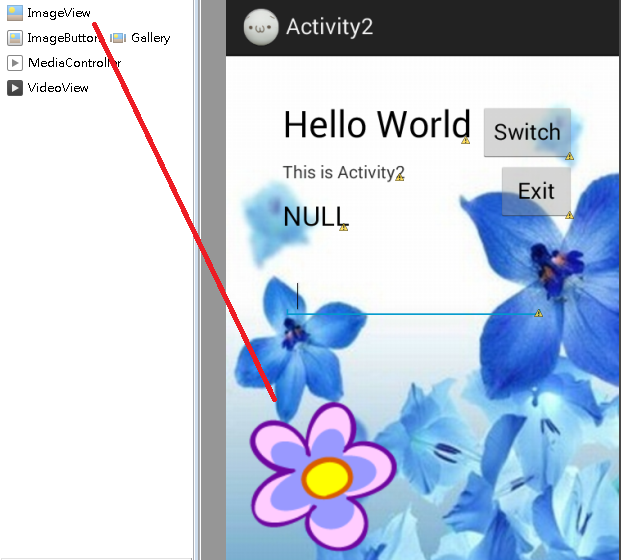 ImageView
ImageButton Gallery
MediaController
VideoView
Activity2
Hello World
Switch
This is Activity2
Exit
NULL